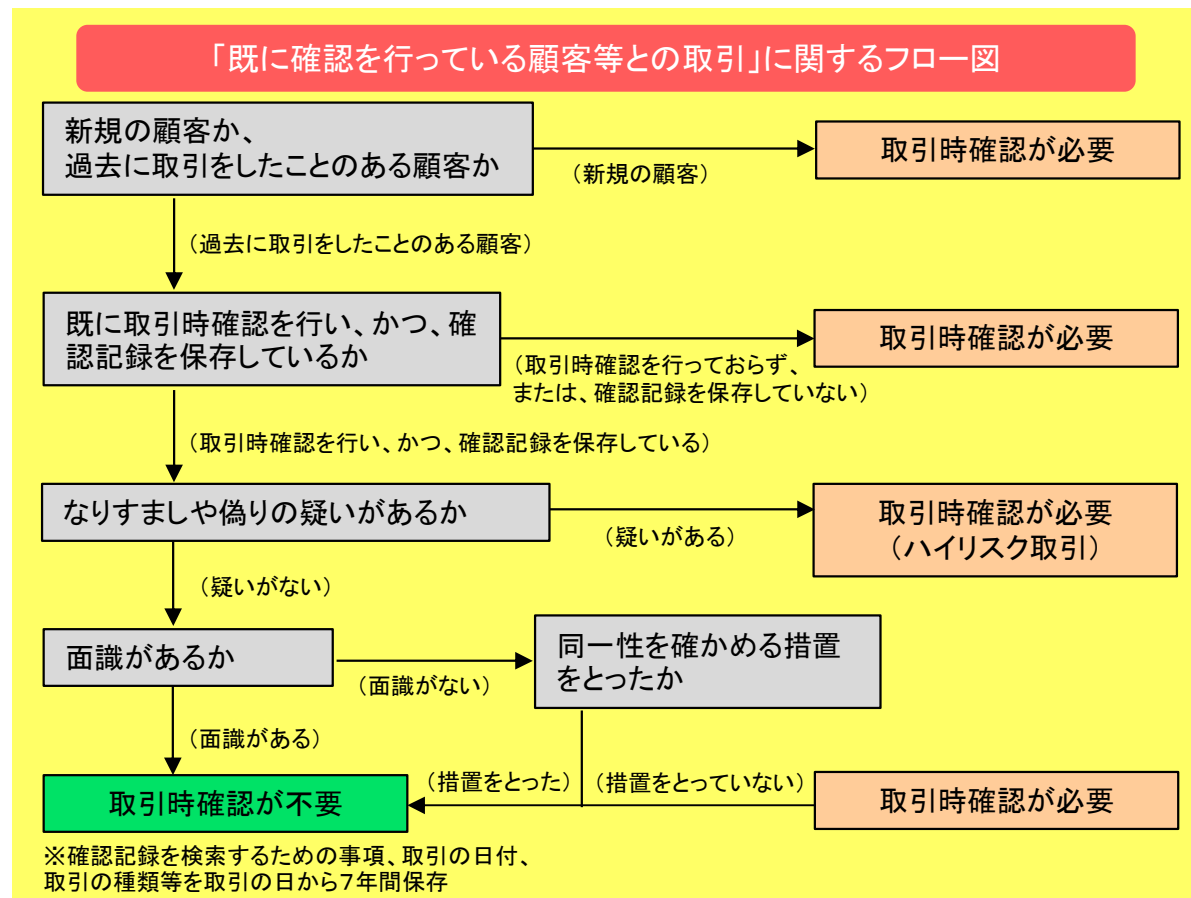 「既に確認を行っている顧客等との取引」に関するフロー図
新規の顧客か、
過去に取引をしたことのある顧客か
(新規の顧客)
取引時確認が必要
(過去に取引をしたことのある顧客)
既に取引時確認を行い、かつ、確
認記録を保存しているか
(取引時確認を行っておらず、
または、確認記録を保存していない)
取引時確認が必要
(取引時確認を行い、かつ、確認記録を保存している)
なりすましや偽りの疑いがあるか
(疑いがある)
取引時確認が必要
(ハイリスク取引)
(疑いがない)
面識があるか
(面識がない)
同一性を確かめる措置
をとったか
(面識がある)
(措置をとった)
(措置をとっていない)
取引時確認が不要
取引時確認が必要
※確認記録を検索するための事項、取引の日付、
取引の種類等を取引の日から7年間保存